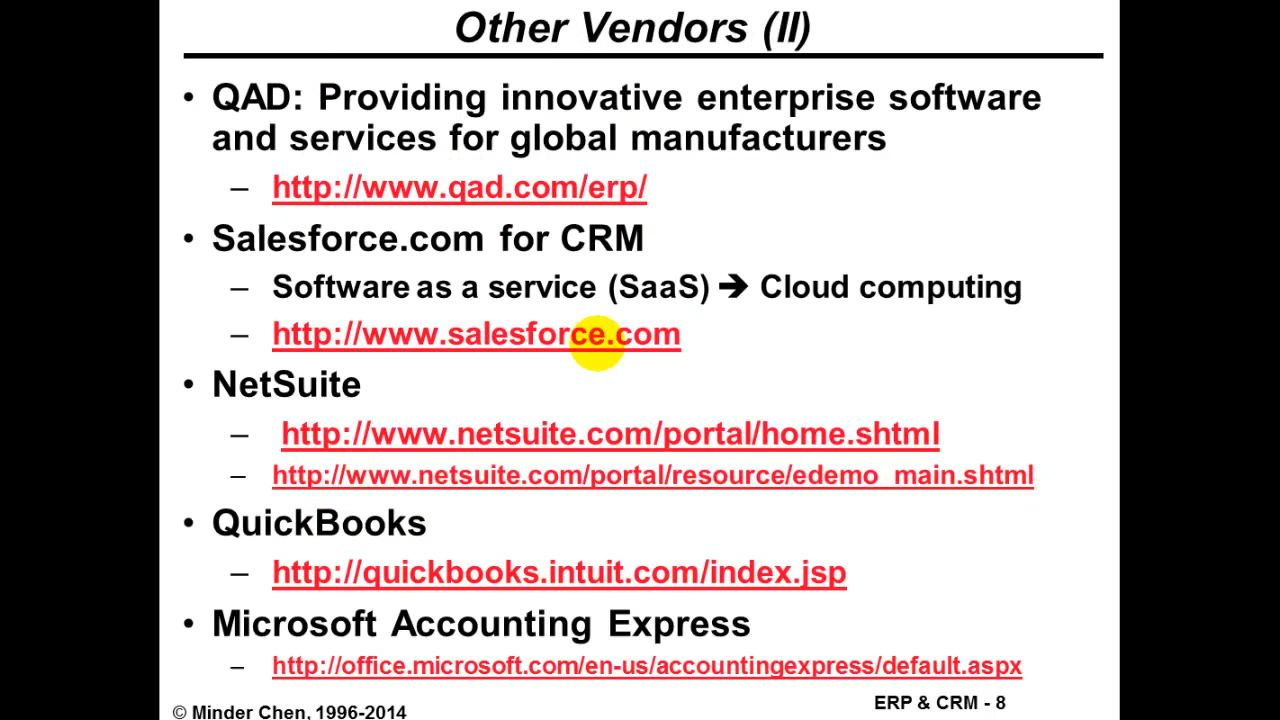 Other Vendors (II)
• QAD: Providing innovative enterprise software
and services for global manufacturers
– http://www.qad.com/erp/
• Salesforce.com for CRM
– Software as a service (SaaS) ➔ Cloud computing
– http://www.salesforce.com
• NetSuite
– http://www.netsuite.com/portal/home.shtml
– http://www.netsuite.com/portal/resource/edemo_main.shtml
• QuickBooks
– http://quickbooks.intuit.com/index.jsp
• Microsoft Accounting Express
– http://office.microsoft.com/en-us/accountingexpress/default.aspx
© Minder Chen, 1996-2014
ERP & CRM - 8